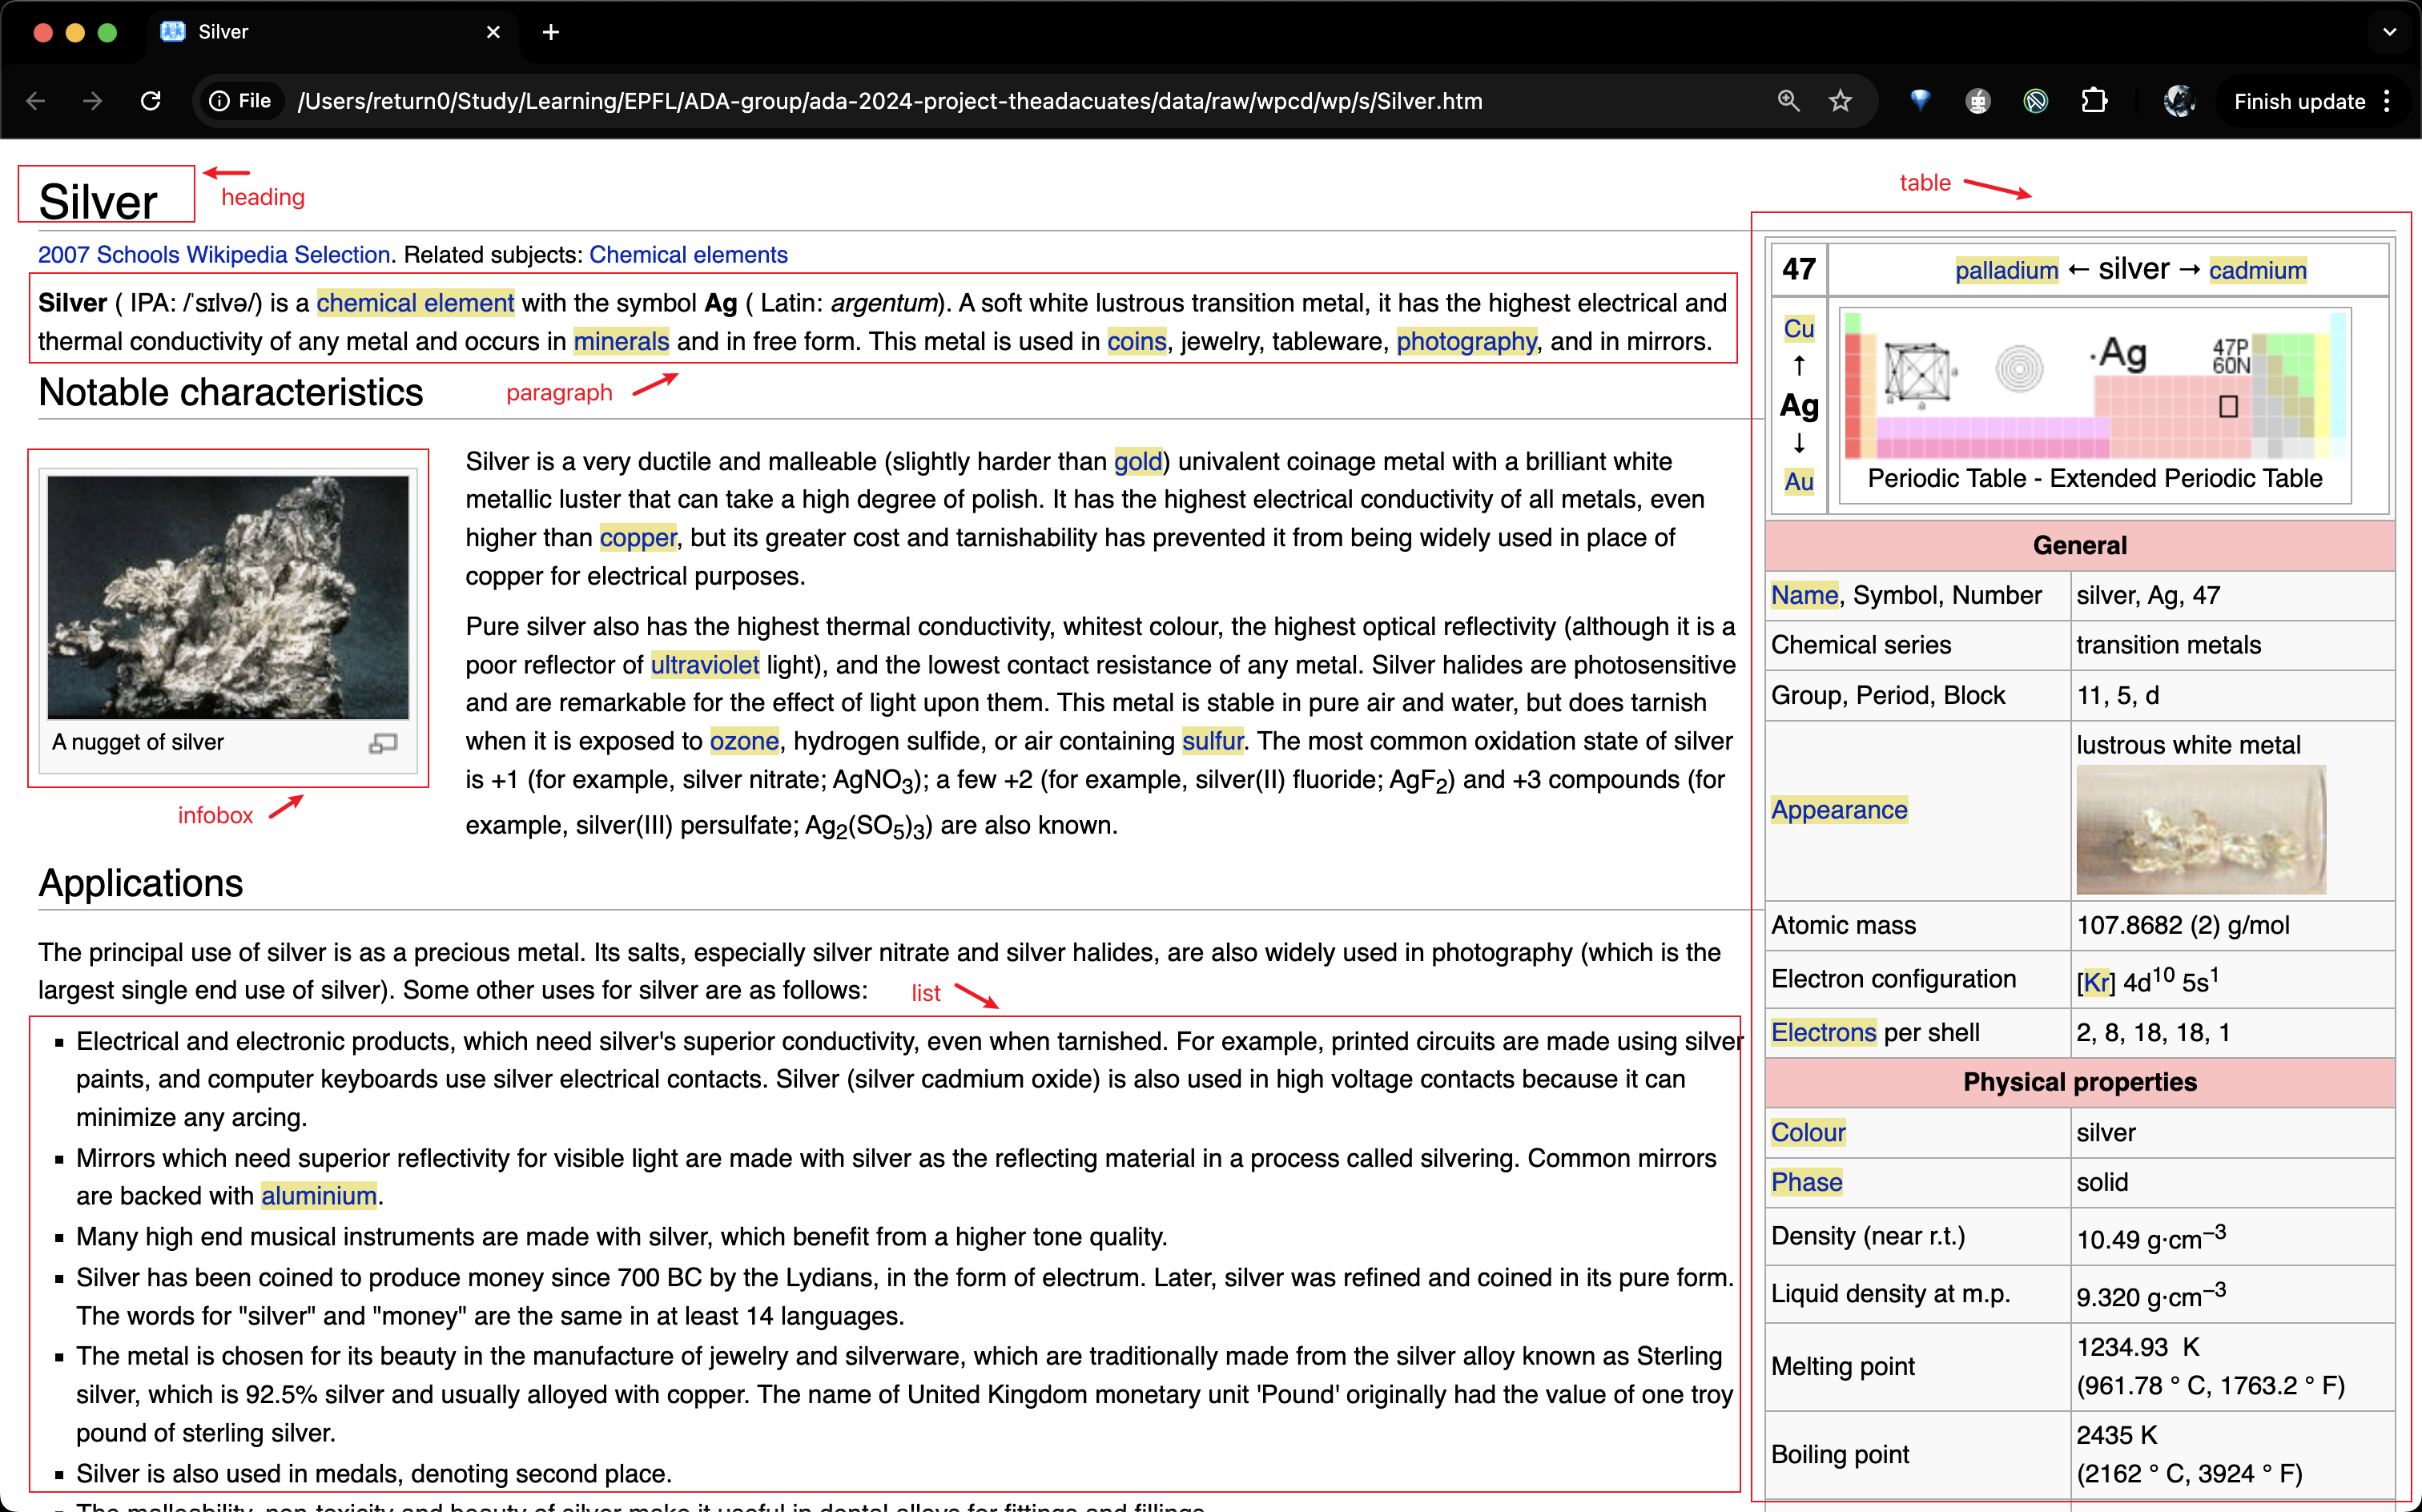 Silver
File
/Users/return0/Study/Learning/EPFL/ADA-group/ada-2024-project-theadacuates/data/raw/wpcd/wp/s/Silver.htm
Finish update
Silver
heading
2007 Schools Wikipedia Selection. Related subjects: Chemical elements
Silver ( IPA: /ˈsɪlvə/) is a chemical element with the symbol Ag ( Latin: argentum). A soft white lustrous transition metal, it has the highest electrical and
thermal conductivity of any metal and occurs in minerals and in free form. This metal is used in coins, jewelry, tableware, photography, and in mirrors.
paragraph
Notable characteristics
A nugget of silver
infobox
Silver is a very ductile and malleable (slightly harder than gold) univalent coinage metal with a brilliant white
metallic luster that can take a high degree of polish. It has the highest electrical conductivity of all metals, even
higher than copper, but its greater cost and tarnishability has prevented it from being widely used in place of
copper for electrical purposes.
Pure silver also has the highest thermal conductivity, whitest colour, the highest optical reflectivity (although it is a
poor reflector of ultraviolet light), and the lowest contact resistance of any metal. Silver halides are photosensitive
and are remarkable for the effect of light upon them. This metal is stable in pure air and water, but does tarnish
when it is exposed to ozone, hydrogen sulfide, or air containing sulfur. The most common oxidation state of silver
is +1 (for example, silver nitrate; AgNO3); a few +2 (for example, silver(II) fluoride; AgF2) and +3 compounds (for
example, silver(III) persulfate; Ag2(SO5)3) are also known.
Applications
The principal use of silver is as a precious metal. Its salts, especially silver nitrate and silver halides, are also widely used in photography (which is the
largest single end use of silver). Some other uses for silver are as follows:
list
▪ Electrical and electronic products, which need silver's superior conductivity, even when tarnished. For example, printed circuits are made using silver
paints, and computer keyboards use silver electrical contacts. Silver (silver cadmium oxide) is also used in high voltage contacts because it can
minimize any arcing.
▪ Mirrors which need superior reflectivity for visible light are made with silver as the reflecting material in a process called silvering. Common mirrors
are backed with aluminium.
▪ Many high end musical instruments are made with silver, which benefit from a higher tone quality.
▪ Silver has been coined to produce money since 700 BC by the Lydians, in the form of electrum. Later, silver was refined and coined in its pure form.
The words for "silver" and "money" are the same in at least 14 languages.
▪ The metal is chosen for its beauty in the manufacture of jewelry and silverware, which are traditionally made from the silver alloy known as Sterling
silver, which is 92.5% silver and usually alloyed with copper. The name of United Kingdom monetary unit 'Pound' originally had the value of one troy
pound of sterling silver.
▪ Silver is also used in medals, denoting second place.
▪ The malleability, non-toxicity and beauty of silver make it useful in dental alloys for fittings and fillings.
table
47
palladium ← silver → cadmium
Cu
↑
Ag
↓
Au
Ag
47P
60N
Periodic Table - Extended Periodic Table
General
Name, Symbol, Number silver, Ag, 47
Chemical series transition metals
Group, Period, Block 11, 5, d
Appearance lustrous white metal
Atomic mass 107.8682 (2) g/mol
Electron configuration [Kr] 4d10 5s1
Electrons per shell 2, 8, 18, 18, 1
Physical properties
Colour silver
Phase solid
Density (near r.t.) 10.49 g·cm−3
Liquid density at m.p. 9.320 g·cm−3
Melting point 1234.93 K
(961.78 ° C, 1763.2 ° F)
Boiling point 2435 K
(2162 ° C, 3924 ° F)